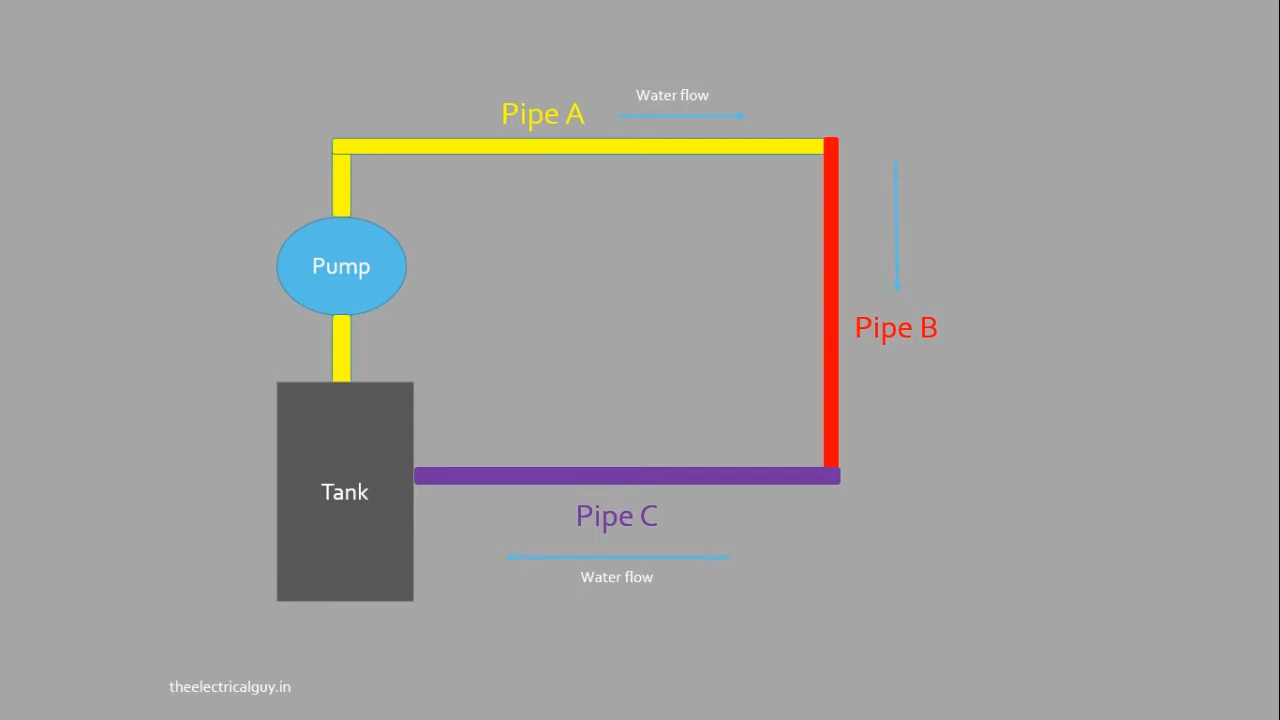 Water flow
Pipe A
Pump
Pipe B
Tank
Pipe C
Water flow
theelectricalguy.in